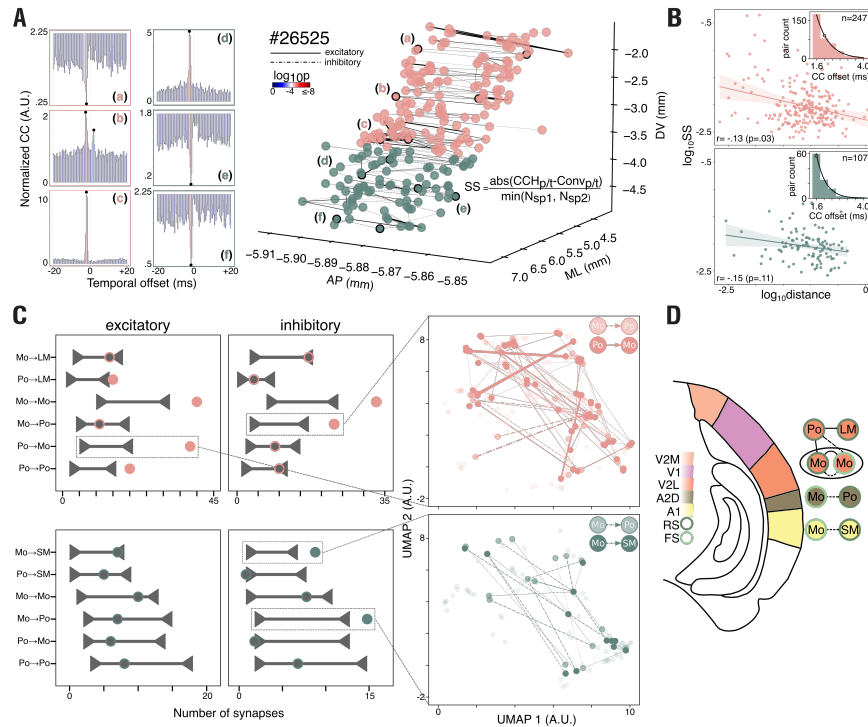 A
2.25
.25
(a)
2
0
(b)
10
0
(c)
-20
0
+20
5
0
(d)
1.8
.2
(e)
2.25
.5
(f)
-20
0
+20
Normalized CC (A.U.)
Temporal offset (ms)
#26525
excitatory
inhibitory
log10p
0
-4
≤-8
(a)
(b)
(c)
(d)
(e)
(f)
SS = abs(CCHp/t-Convp/t)
min(Nsp1, Nsp2)
-2.0
-2.5
-3.0
-3.5
-4.0
-4.5
DV (mm)
-5.91
-5.90
-5.89
-5.88
-5.87
-5.86
-5.85
AP (mm)
7.0
6.5
6.0
5.5
5.0
4.5
ML (mm)
B
-.5
-2.5
170
0
pair count
1.6
4.0
CC offset (ms)
n=247
r= -.13 (p=.03)
-.5
-2.5
60
0
pair count
1.6
4.0
CC offset (ms)
n=107
r= -.15 (p=.11)
log10SS
-2.5
0
log10distance
C
excitatory
inhibitory
Mo→LM
Po→LM
Mo→Mo
Mo→Po
Po→Mo
Po→Po
0
45
0
35
Mo→SM
Po→SM
Mo→Mo
Mo→Po
Po→Mo
Po→Po
0
20
0
15
Number of synapses
8
-2
Mo
Po
Po
Mo
8
-2
Mo
Po
Mo
SM
0
10
UMAP 2 (A.U.)
UMAP 1 (A.U.)
D
V2M
V1
V2L
A2D
A1
RS
FS
Po
LM
Mo
Mo
Mo
Po
Mo
SM